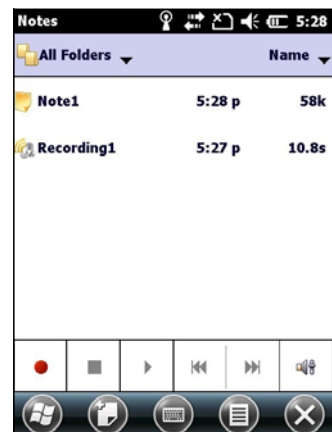 Notes 5:28
All Folders Name
Note1 5:28 p 58k
Recording1 5:27 p 10.8s